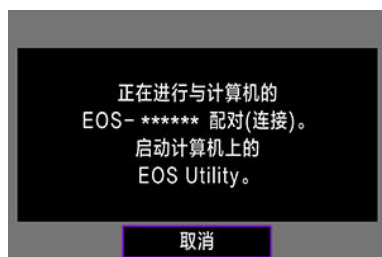 正在进行与计算机的
EOS- ****** 配对(连接)。
启动计算机上的
EOS Utility。
取消